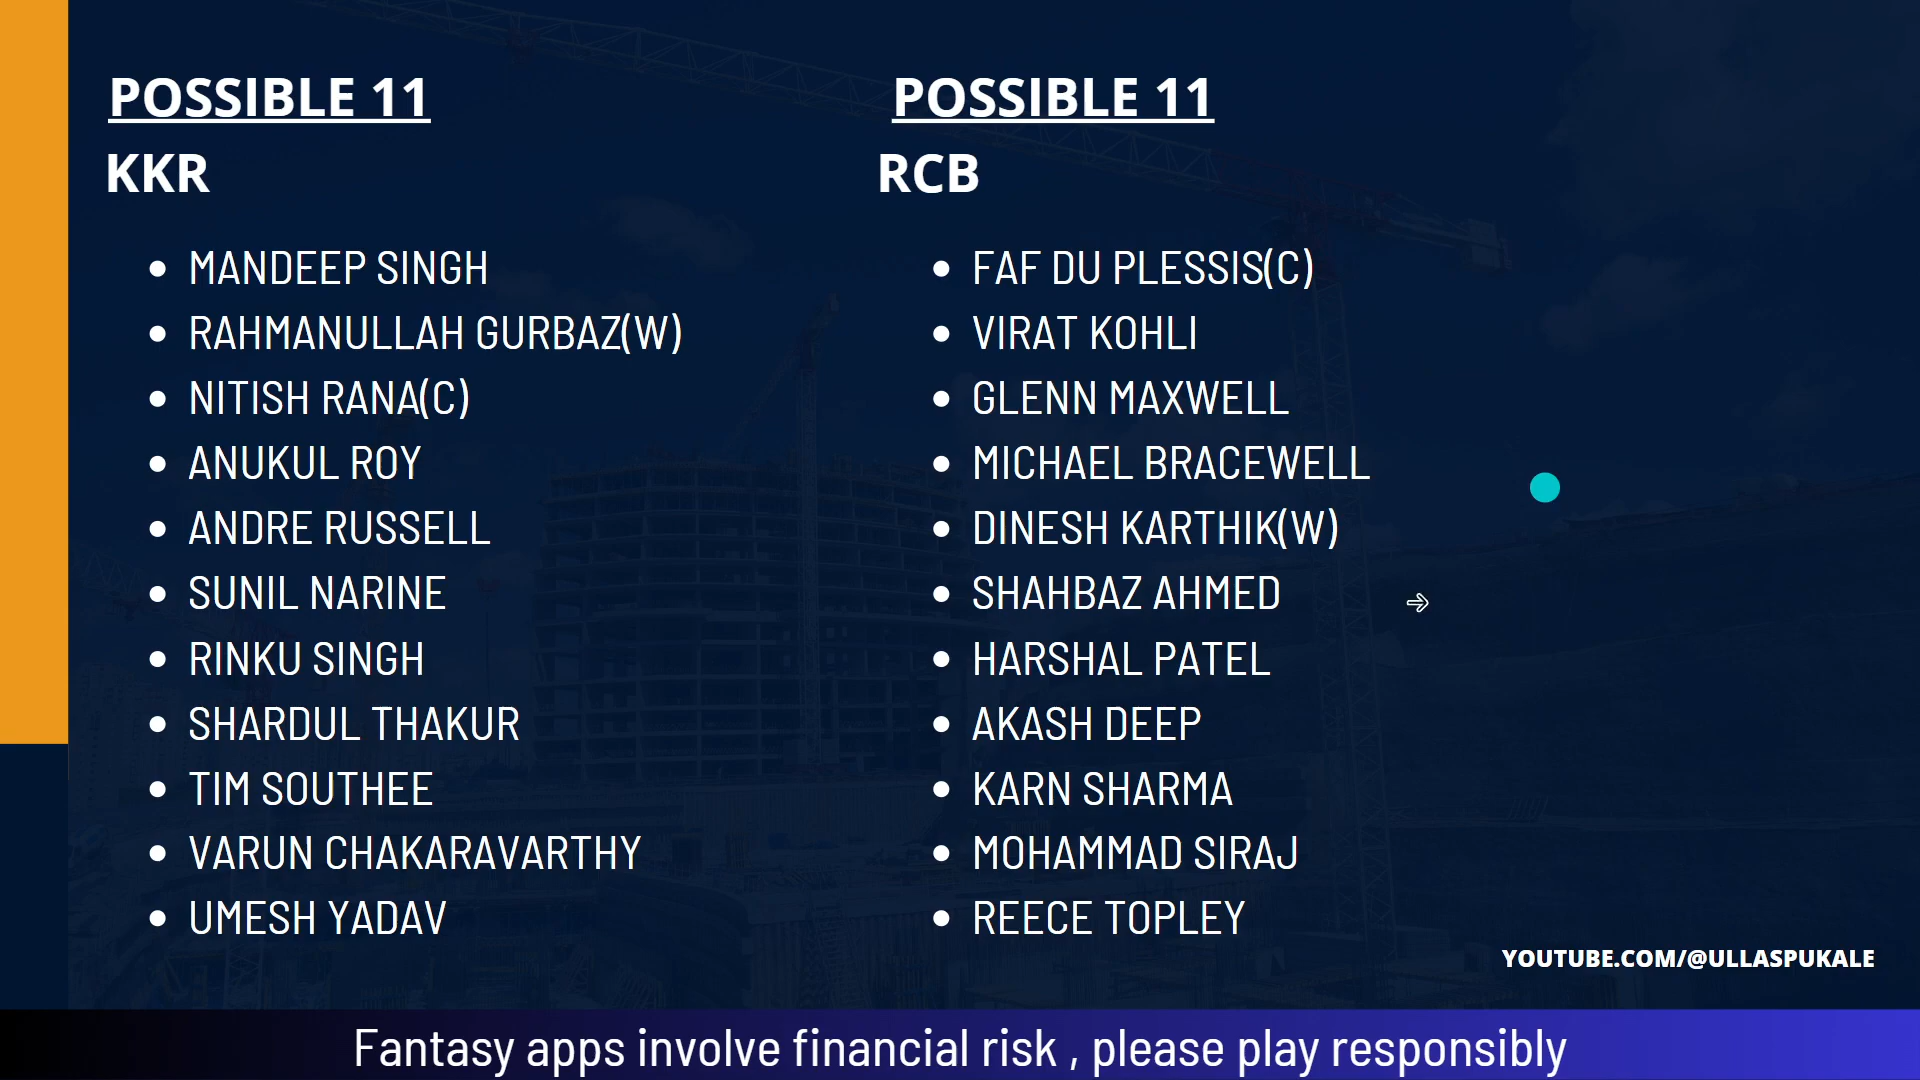 POSSIBLE 11
KKR
MANDEEP SINGH
RAHMANULLAH GURBAZ(W)
NITISH RANA(C)
ANUKUL ROY
ANDRE RUSSELL
SUNIL NARINE
RINKU SINGH
SHARDUL THAKUR
TIM SOUTHEE
VARUN CHAKARAVARTHY
UMESH YADAV
POSSIBLE 11
RCB
FAF DU PLESSIS(C)
VIRAT KOHLI
GLENN MAXWELL
MICHAEL BRACEWELL
DINESH KARTHIK(W)
SHAHBAZ AHMED
HARSHAL PATEL
AKASH DEEP
KARN SHARMA
MOHAMMAD SIRAJ
REECE TOPLEY
YOUTUBE.COM/@ULLASPUKALE
Fantasy apps involve financial risk , please play responsibly